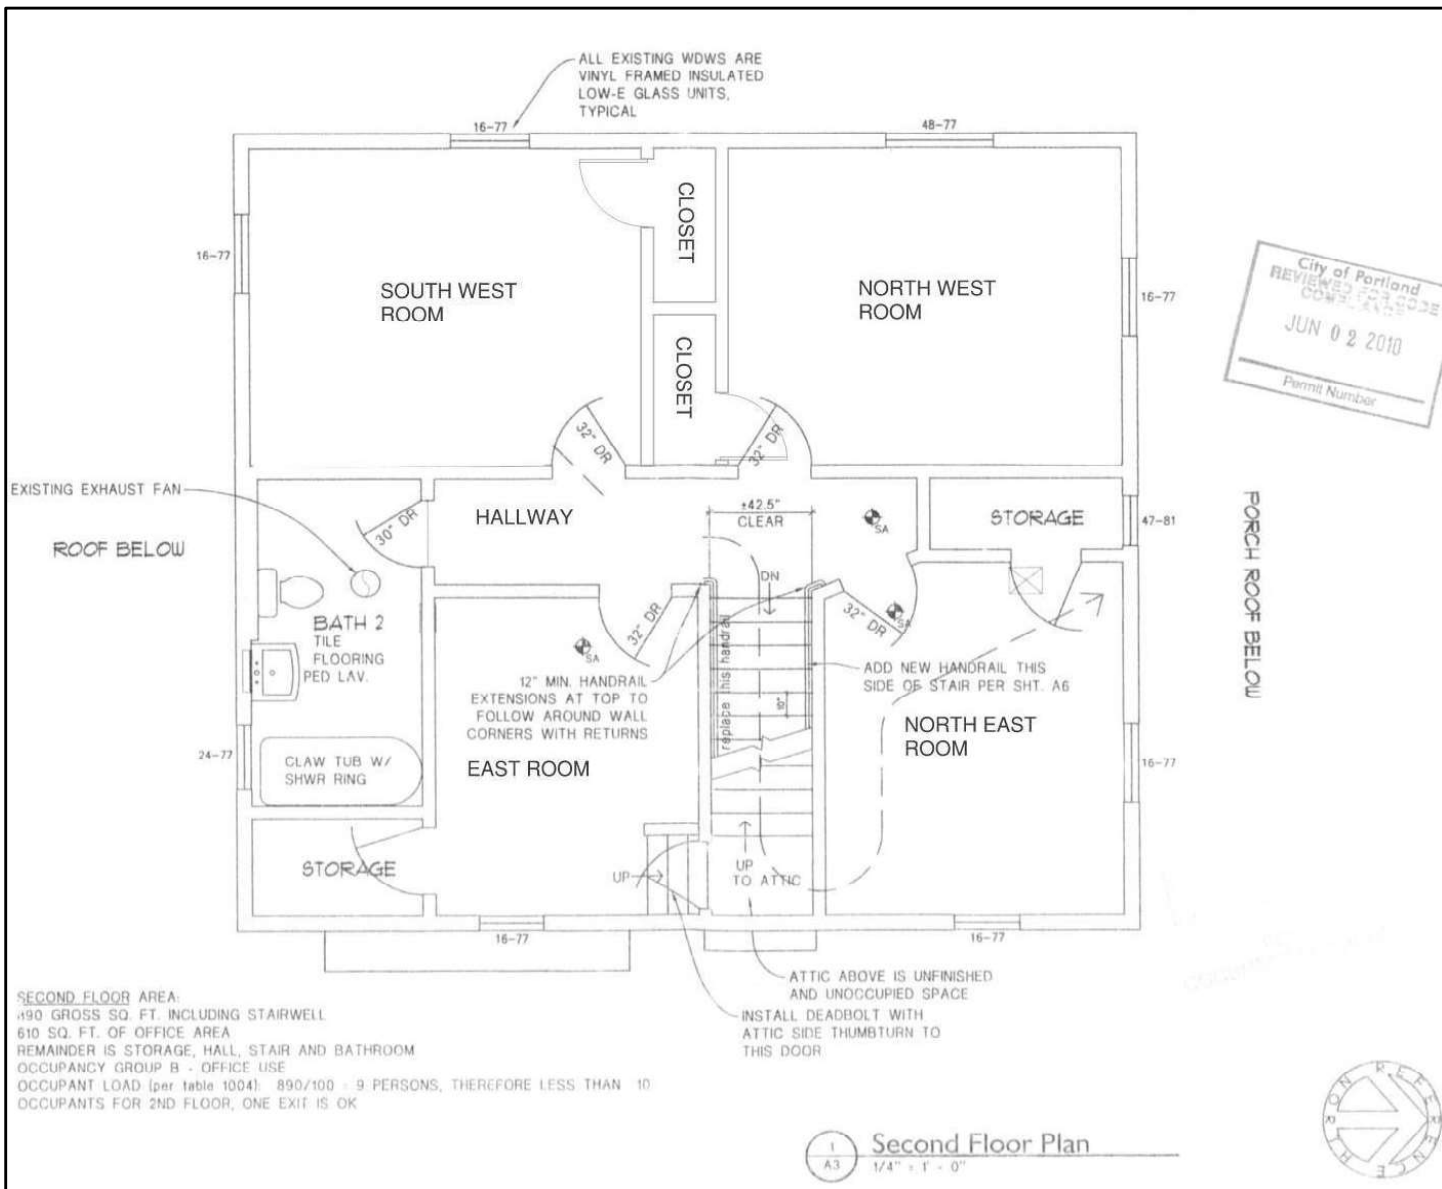 ALL EXISTING WDWS ARE
VINYL FRAMED INSULATED
LOW-E GLASS UNITS,
TYPICAL
16-77
48-77
16-77
CLOSET
SOUTH WEST
ROOM
NORTH WEST
ROOM
16-77
City of Portland
REVIEWED FOR CODE
JUN 02 2010
Permit Number
CLOSET
32" DR
32" DR
EXISTING EXHAUST FAN
ROOF BELOW
30" DR
HALLWAY
±42.5"
CLEAR
SA
STORAGE
47-81
PORCH ROOF BELOW
DN
BATH 2
TILE
FLOORING
PED LAV.
32" DR
SA
32" DR
SA
replace this handrail
12" MIN. HANDRAIL
EXTENSIONS AT TOP TO
FOLLOW AROUND WALL
CORNERS WITH RETURNS
ADD NEW HANDRAIL THIS
SIDE OF STAIR PER SHT. A6
10"
NORTH EAST
ROOM
24-77
CLAW TUB W/
SHWR RING
EAST ROOM
16-77
STORAGE
UP
UP
TO ATTIC
16-77
16-77
ATTIC ABOVE IS UNFINISHED
AND UNOCCUPIED SPACE
INSTALL DEADBOLT WITH
ATTIC SIDE THUMBTURN TO
THIS DOOR
SECOND FLOOR AREA:
GROSS SQ. FT. INCLUDING STAIRWELL
610 SQ. FT. OF OFFICE AREA
REMAINDER IS STORAGE, HALL, STAIR AND BATHROOM
OCCUPANCY GROUP B - OFFICE USE
OCCUPANT LOAD (per table 1004): 890/100 = 9 PERSONS, THEREFORE LESS THAN 10
OCCUPANTS FOR 2ND FLOOR, ONE EXIT IS OK
1
A3
Second Floor Plan
1/4" = 1' - 0"
REFERENCE
NORTH